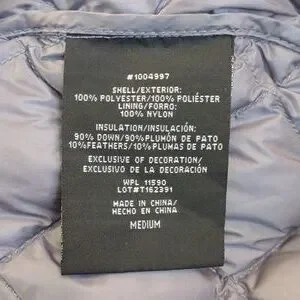 #1004997
SHELL/EXTERIOR:
100% POLYESTER/100% POLIÉSTER
LINING/FORRO:
100% NYLON
INSULATION/INSULACIÓN:
90% DOWN/90%PLUMÓN DE PATO
10%FEATHERS/10%PLUMAS DE PATO
EXCLUSIVE OF DECORATION/
EXCLUSIVO DE LA DECORACIÓN
WPL 11590
LOT#T162391
MADE IN CHINA/
HECHO EN CHINA
MEDIUM